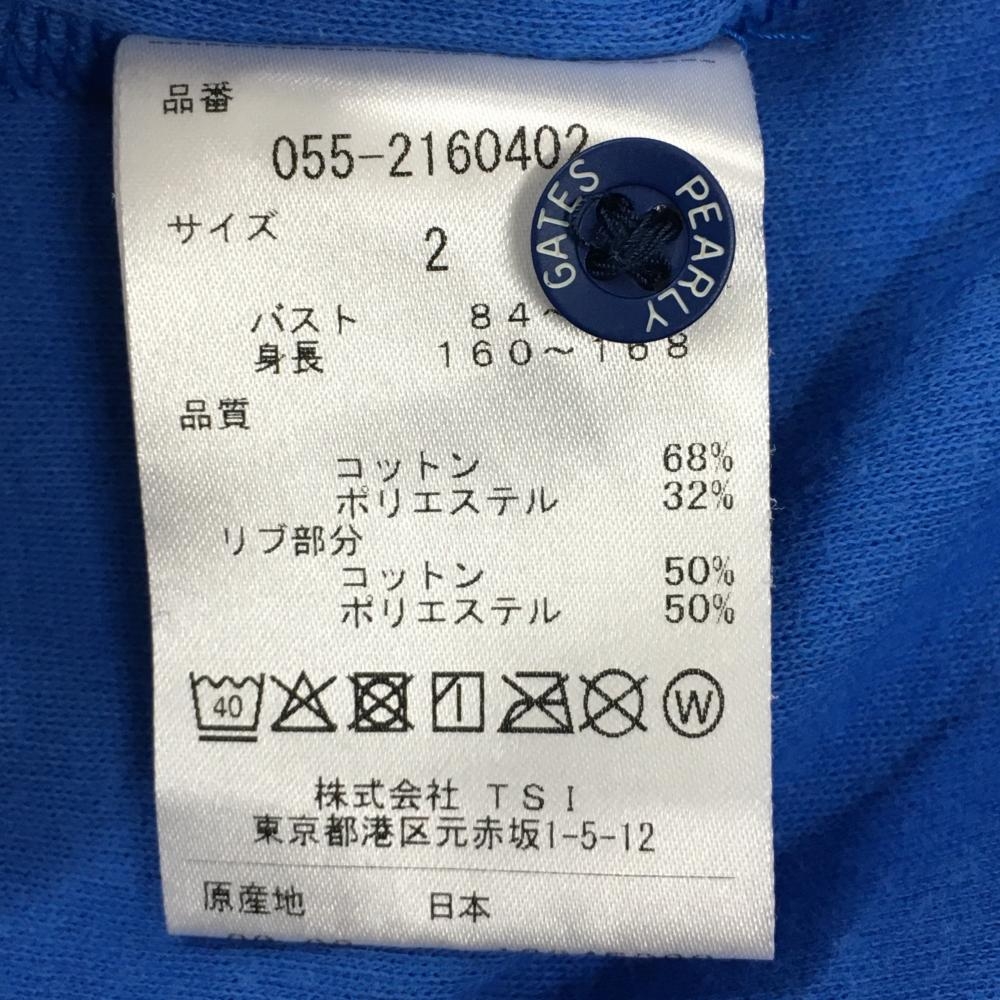 品番
055-2160402
サイズ
2
バスト 84~
身長 160~168
品質
コットン 68%
ポリエステル 32%
リブ部分
コットン 50%
ポリエステル 50%
40
W
株式会社 TSI
東京都港区元赤坂1-5-12
原産地 日本
PEARLY GATES